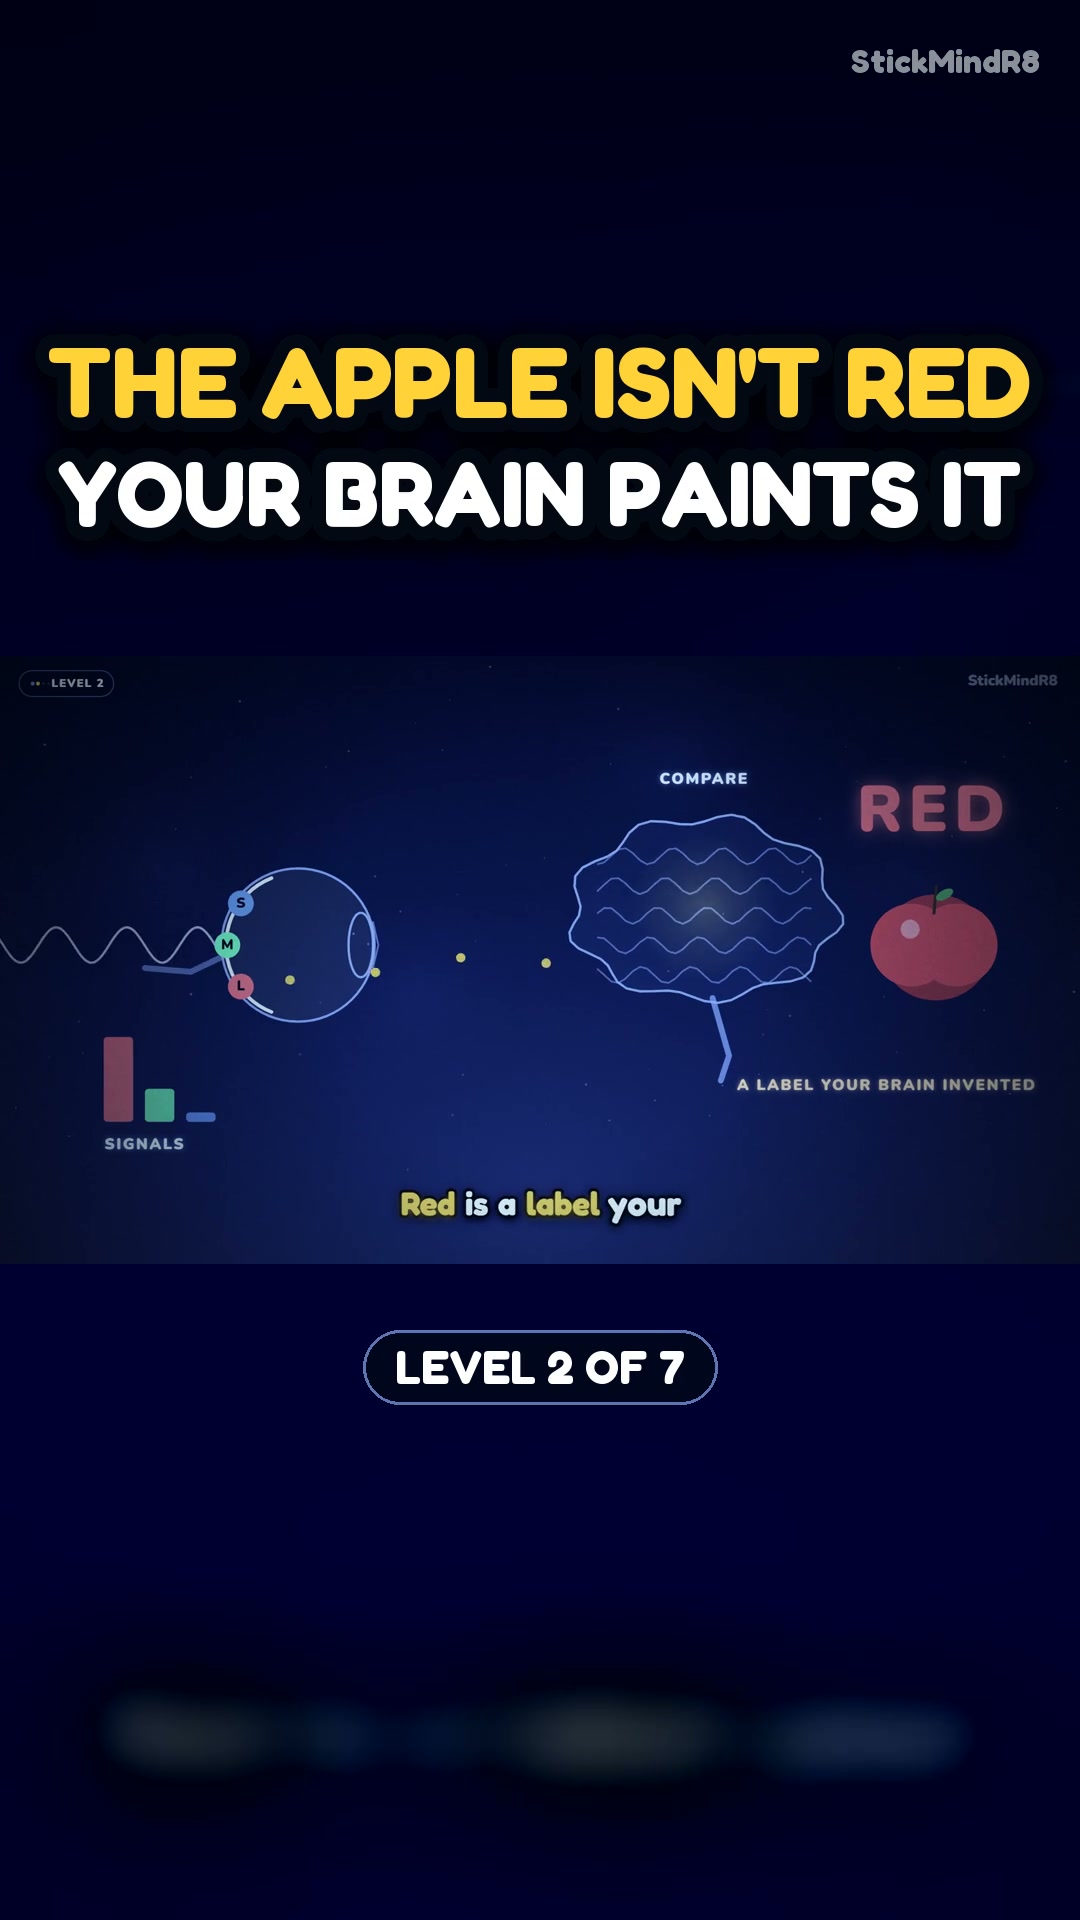 StickMindR8
THE APPLE ISN'T RED
YOUR BRAIN PAINTS IT
LEVEL 2
StickMindR8
COMPARE
RED
S
M
L
A LABEL YOUR BRAIN INVENTED
SIGNALS
Red is a label your
LEVEL 2 OF 7